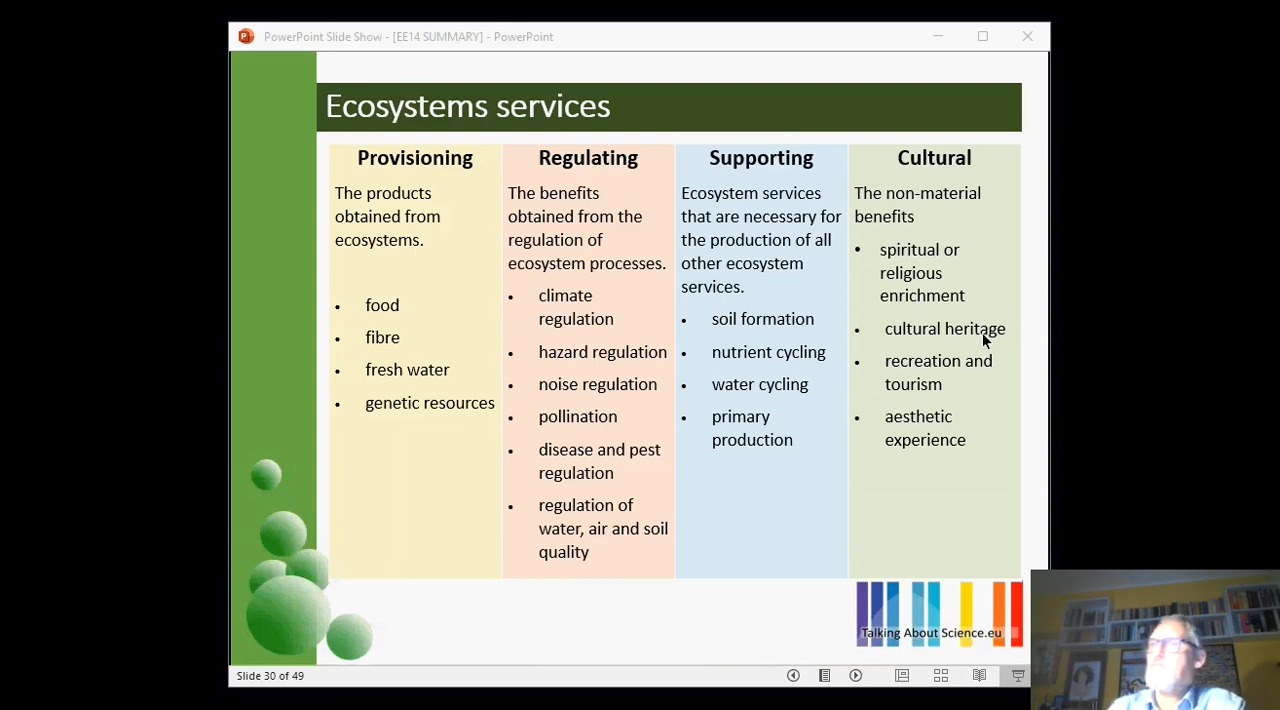 PowerPoint Slide Show - [EE14 SUMMARY] - PowerPoint
Ecosystems services
Provisioning
The products
obtained from
ecosystems.
• food
• fibre
• fresh water
• genetic resources
Regulating
The benefits
obtained from the
regulation of
ecosystem processes.
• climate
regulation
• hazard regulation
• noise regulation
• pollination
• disease and pest
regulation
• regulation of
water, air and soil
quality
Supporting
Ecosystem services
that are necessary for
the production of all
other ecosystem
services.
• soil formation
• nutrient cycling
• water cycling
• primary
production
Cultural
The non-material
benefits
• spiritual or
religious
enrichment
• cultural heritage
• recreation and
tourism
• aesthetic
experience
Talking About Science.eu
Slide 30 of 49